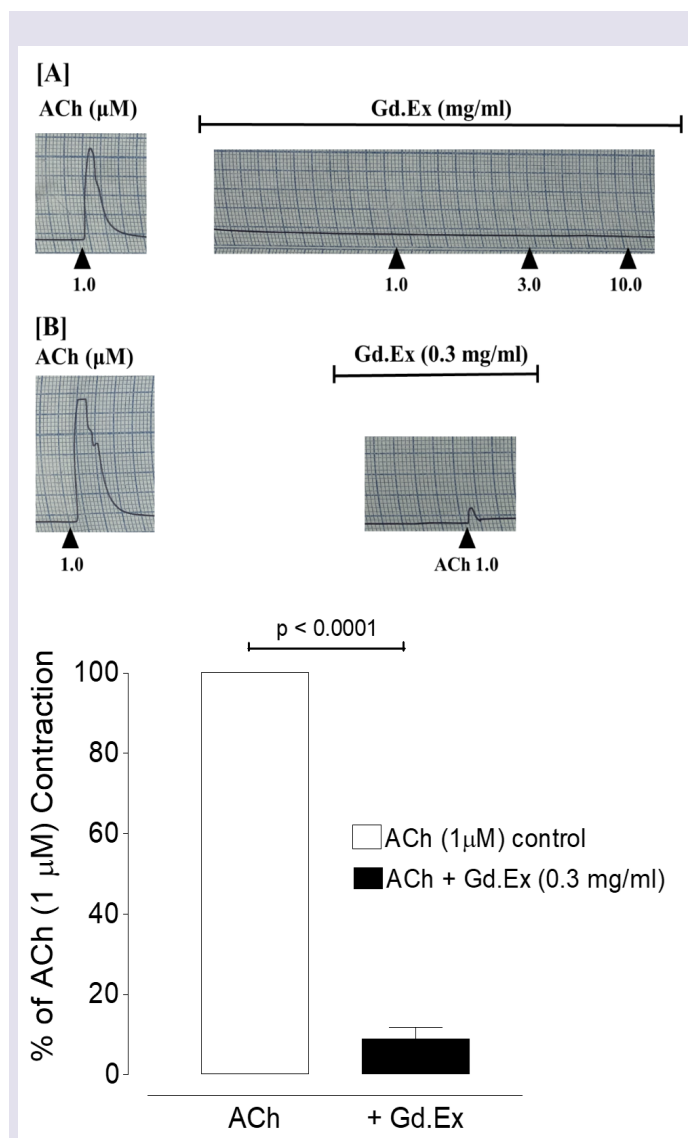 [A]
ACh (μM) Gd.Ex (mg/ml)
1.0 1.0 3.0 10.0
[B]
ACh (μM) Gd.Ex (0.3 mg/ml)
1.0 ACh 1.0
p < 0.0001
% of ACh (1 μM) Contraction
100
80
60
40
20
0
ACh (1μM) control
ACh + Gd.Ex (0.3 mg/ml)
ACh + Gd.Ex